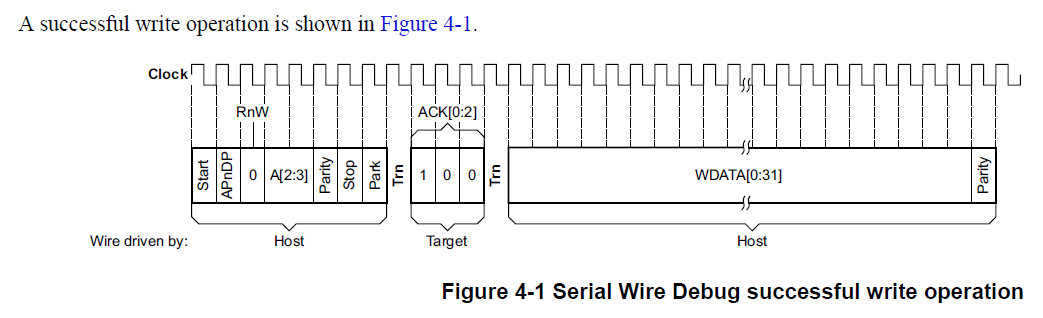 A successful write operation is shown in Figure 4-1.
Clock
RnW
ACK[0:2]
Start APnDP 0 A[2:3] Parity Stop Park Trn 1 0 0 Trn WDATA[0:31] Parity
Wire driven by: Host Target Host
Figure 4-1 Serial Wire Debug successful write operation